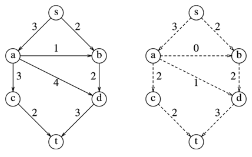 s s
3 2 3 2
a 1 b a 0 b
3 4 2 2 1 2
c d c d
2 3 2 3
t t